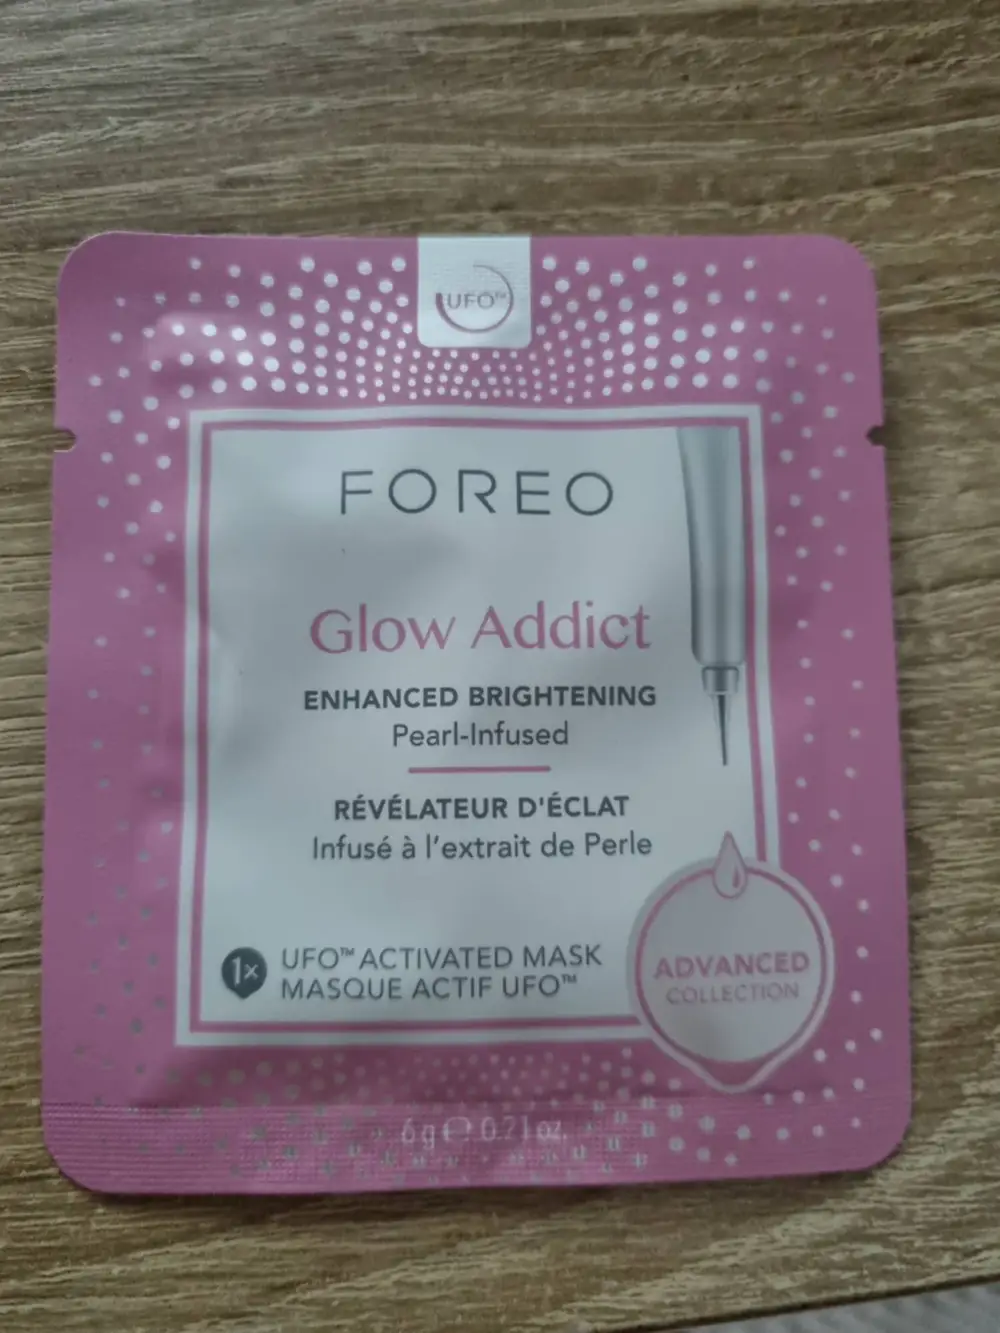 UFO™
FOREO
Glow Addict
ENHANCED BRIGHTENING
Pearl-Infused
RÉVÉLATEUR D'ÉCLAT
Infusé à l'extrait de Perle
1x
UFO™ ACTIVATED MASK
MASQUE ACTIF UFO™
ADVANCED
COLLECTION
6 g ℮ 0.21 oz.